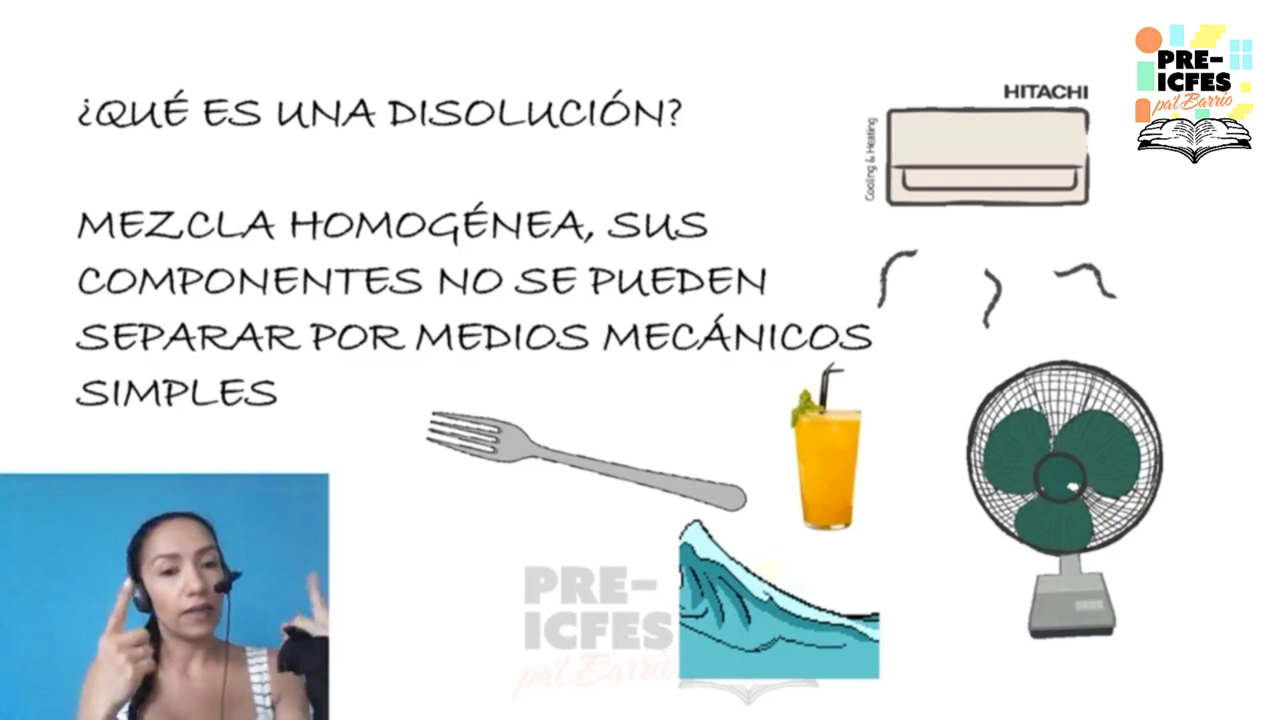 ¿QUÉ ES UNA DISOLUCIÓN?
MEZCLA HOMOGÉNEA, SUS
COMPONENTES NO SE PUEDEN
SEPARAR POR MEDIOS MECÁNICOS
SIMPLES
HITACHI
Cooling & Heating
PRE-
ICFES
pa'l Barrio
PRE-
ICFES
pa'l Barrio